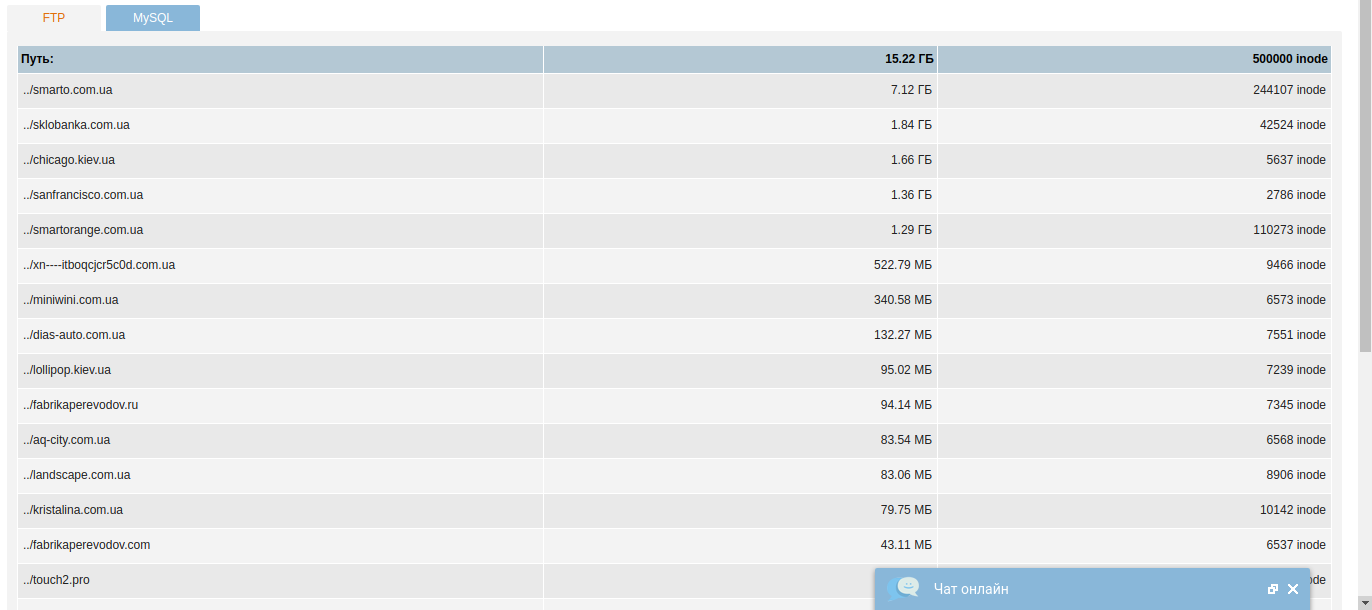 FTP MySQL
Путь: 15.22 ГБ 500000 inode
../smarto.com.ua 7.12 ГБ 244107 inode
../sklobanka.com.ua 1.84 ГБ 42524 inode
../chicago.kiev.ua 1.66 ГБ 5637 inode
../sanfrancisco.com.ua 1.36 ГБ 2786 inode
../smartorange.com.ua 1.29 ГБ 110273 inode
../xn----itboqcjcr5c0d.com.ua 522.79 МБ 9466 inode
../miniwini.com.ua 340.58 МБ 6573 inode
../dias-auto.com.ua 132.27 МБ 7551 inode
../lollipop.kiev.ua 95.02 МБ 7239 inode
../fabrikaperevodov.ru 94.14 МБ 7345 inode
../aq-city.com.ua 83.54 МБ 6568 inode
../landscape.com.ua 83.06 МБ 8906 inode
../kristalina.com.ua 79.75 МБ 10142 inode
../fabrikaperevodov.com 43.11 МБ 6537 inode
../touch2.pro
Чат онлайн